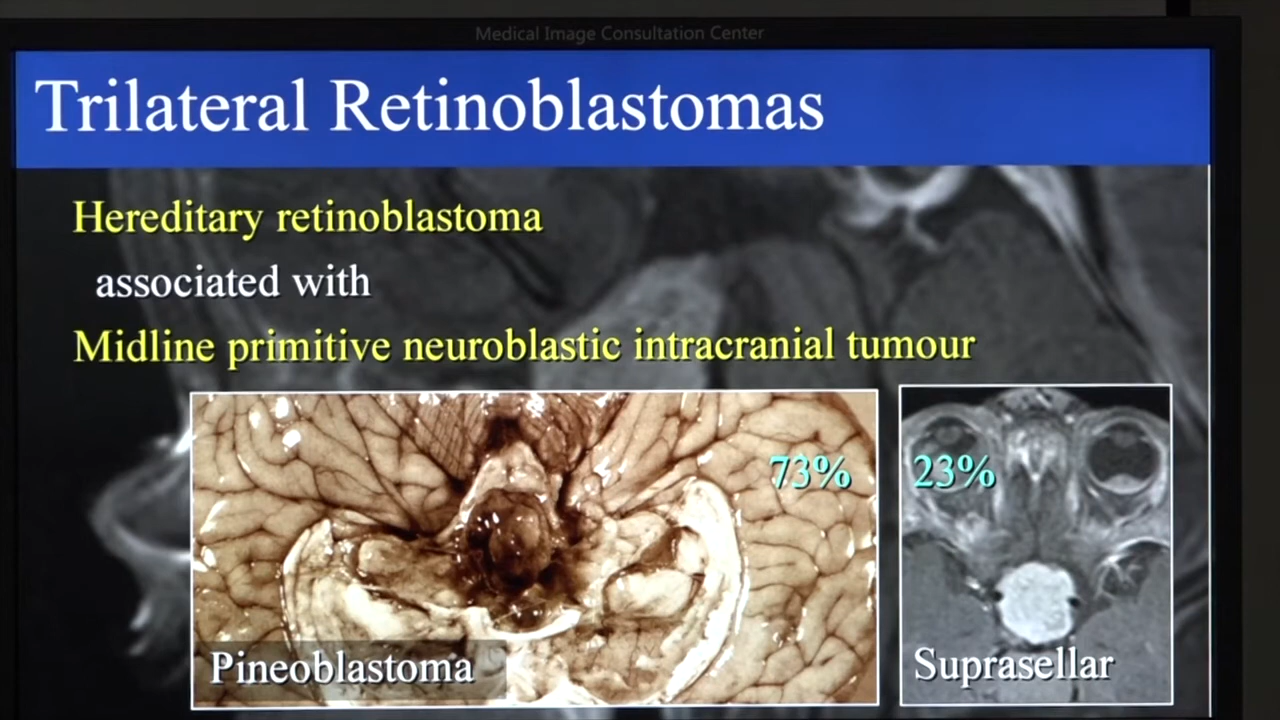 Medical Image Consultation Center
Trilateral Retinoblastomas
Hereditary retinoblastoma
associated with
Midline primitive neuroblastic intracranial tumour
73%
23%
Pineoblastoma
Suprasellar